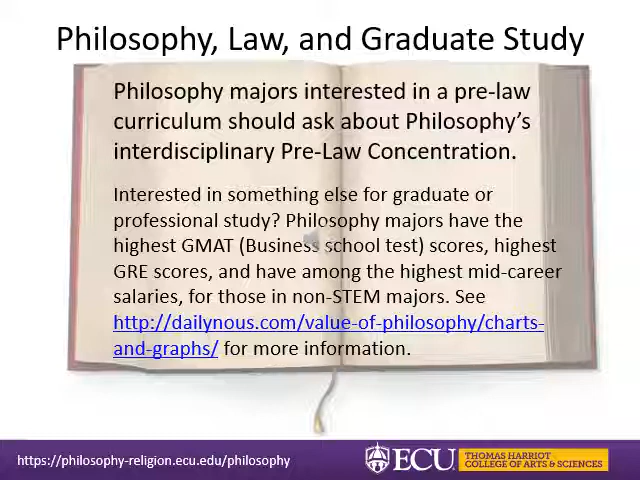 Philosophy, Law, and Graduate Study
Philosophy majors interested in a pre-law
curriculum should ask about Philosophy’s
interdisciplinary Pre-Law Concentration.
Interested in something else for graduate or
professional study? Philosophy majors have the
highest GMAT (Business school test) scores, highest
GRE scores, and have among the highest mid-career
salaries, for those in non-STEM majors. See
http://dailynous.com/value-of-philosophy/charts-
and-graphs/ for more information.
https://philosophy-religion.ecu.edu/philosophy
ECU
THOMAS HARRIOT
COLLEGE OF ARTS & SCIENCES